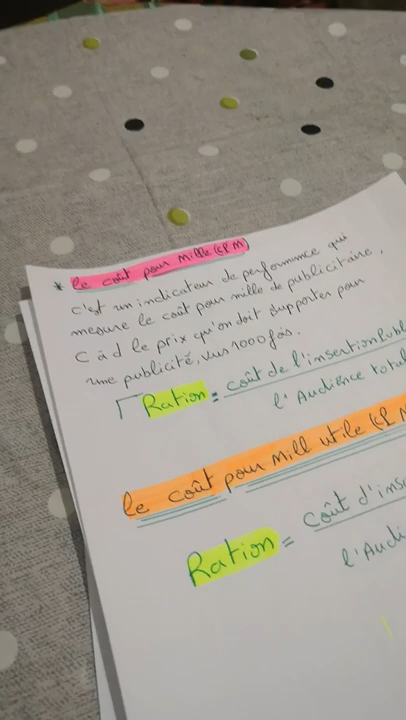 * le coût pour Mille (CPM)
c'est un indicateur de performance qui
mesure le coût pour mille de publicitaire,
C à d le prix qu'on doit supporter pour
une publicité, vus 1000 fois.
Ration = coût de l'insertion
l'Audience total
le coût pour Mill utile (
Ration = Coût d'inse
l'Audi